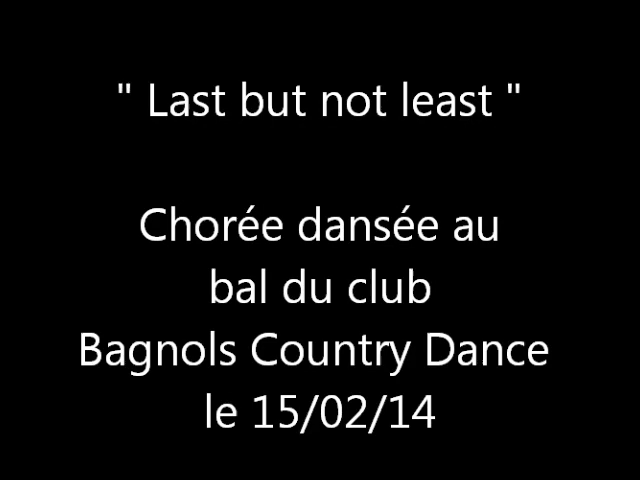 " Last but not least "
Chorée dansée au
bal du club
Bagnols Country Dance
le 15/02/14